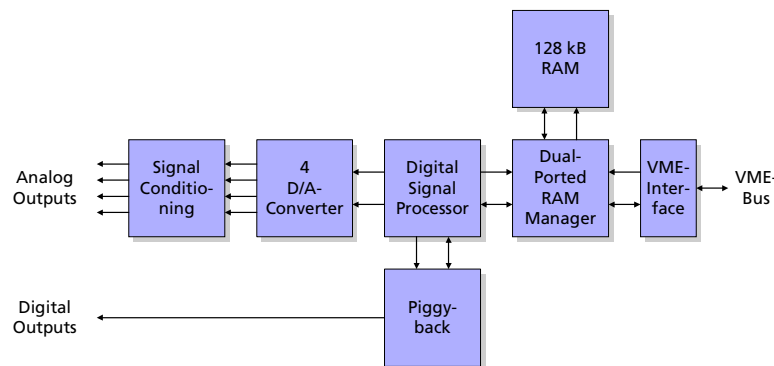 128 kB
RAM
Analog
Outputs
Signal
Conditio-
ning
4
D/A-
Converter
Digital
Signal
Processor
Dual-
Ported
RAM
Manager
VME-
Inter-
face
VME-
Bus
Digital
Outputs
Piggy-
back